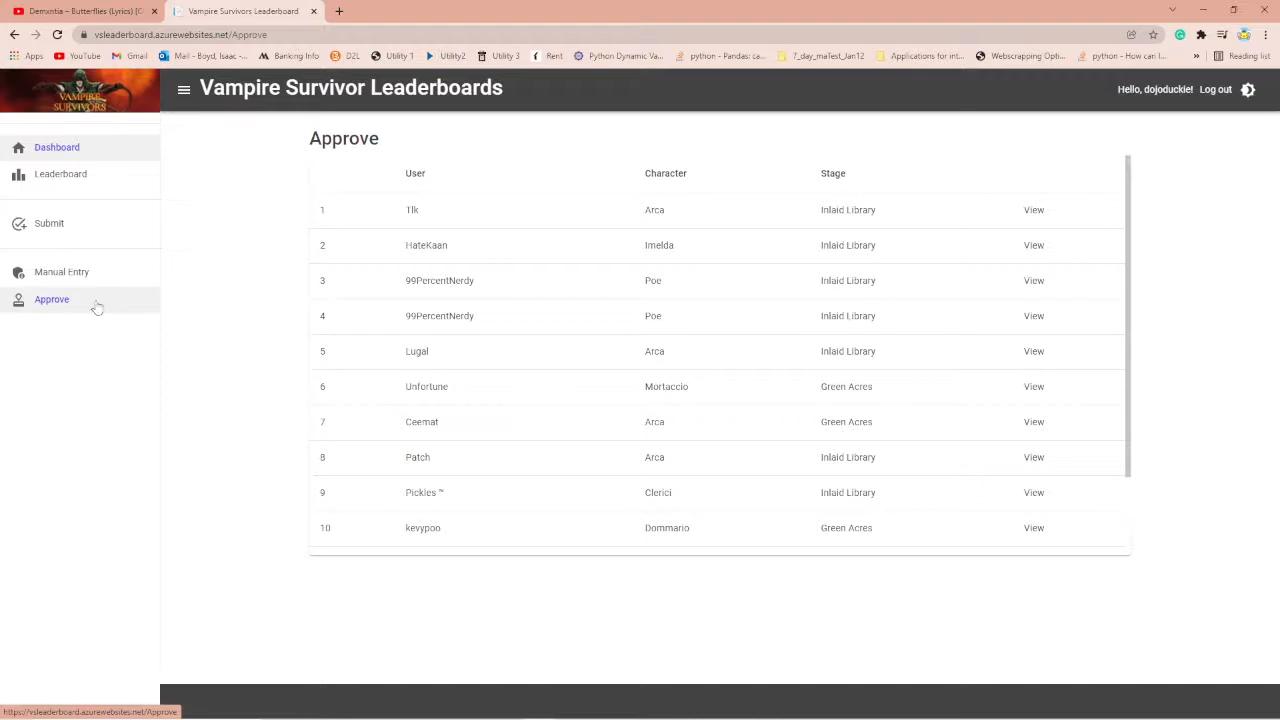 Demxntia – Butterflies (Lyrics) [C
Vampire Survivors Leaderboard
vsleaderboard.azurewebsites.net/Approve
Apps
YouTube
Gmail
Mail – Boyd, Isaac -...
Banking Info
D2L
Utility 1
Utility2
Utility 3
Rent
Python Dynamic Va...
python - Pandas: ca...
7_day_maTest_Jan12
Applications for int...
Webscrapping Optio...
python – How can I...
»
Reading list
VAMPIRE
SURVIVORS
Vampire Survivor Leaderboards
Hello, dojoduckie! Log out
Dashboard
Leaderboard
Submit
Manual Entry
Approve
Approve
User Character Stage
1 Tlk Arca Inlaid Library View
2 HateKaan Imelda Inlaid Library View
3 99PercentNerdy Poe Inlaid Library View
4 99PercentNerdy Poe Inlaid Library View
5 Lugal Arca Inlaid Library View
6 Unfortune Mortaccio Green Acres View
7 Ceemat Arca Green Acres View
8 Patch Arca Inlaid Library View
9 Pickles ™ Clerici Inlaid Library View
10 kevypoo Dommario Green Acres View
https://vsleaderboard.azurewebsites.net/Approve